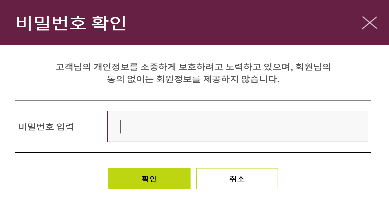 비밀번호 확인
고객님의 개인정보를 소중하게 보호하려고 노력하고 있으며, 회원님의
동의 없이는 회원정보를 제공하지 않습니다.
비밀번호 입력
확인
취소